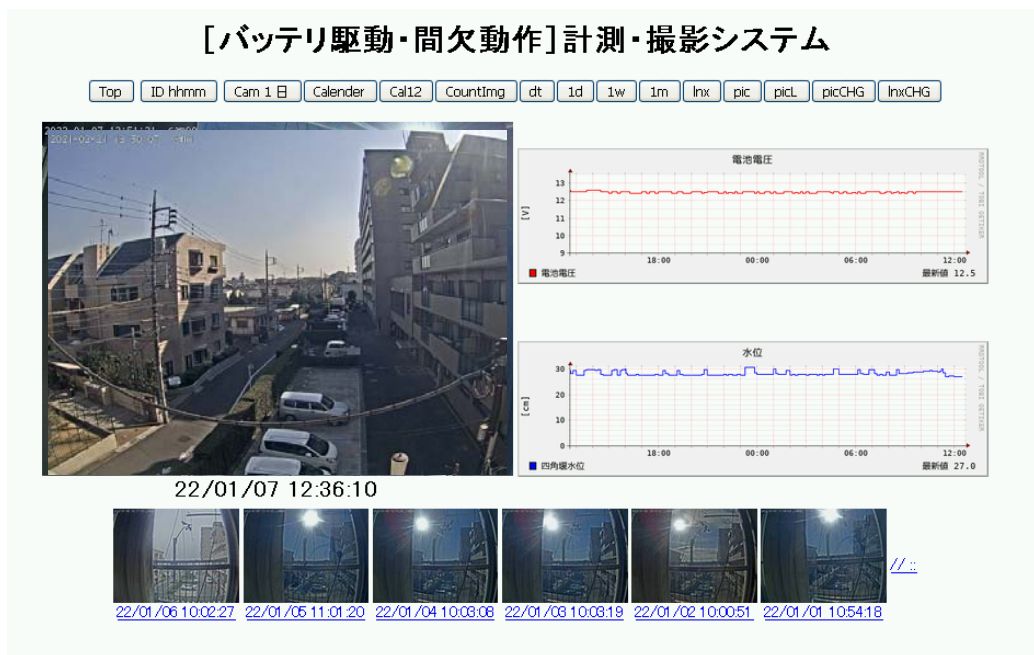 [バッテリ駆動・間欠動作]計測・撮影システム
Top ID hhmm Cam 1 日 Calender Cal12 CountImg dt 1d 1w 1m lnx pic picL picCHG lnxCHG
電池電圧
RRDTOOL / TOBI OETIKER
[V]
13
12
11
10
9
18:00 00:00 06:00 12:00
電池電圧 最新値 12.5
水位
RRDTOOL / TOBI OETIKER
[cm]
30
20
10
0
18:00 00:00 06:00 12:00
四角堰水位 最新値 27.0
22/01/07 12:36:10
// ::
22/01/06 10:02:27 22/01/05 11:01:20 22/01/04 10:03:08 22/01/03 10:03:19 22/01/02 10:00:51 22/01/01 10:54:18